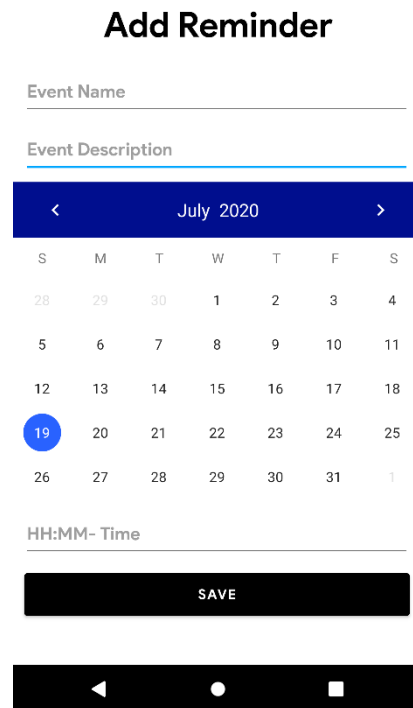 Add Reminder
Event Name
Event Description
July 2020
S M T W T F S
28 29 30 1 2 3 4
5 6 7 8 9 10 11
12 13 14 15 16 17 18
19 20 21 22 23 24 25
26 27 28 29 30 31 1
HH:MM- Time
SAVE